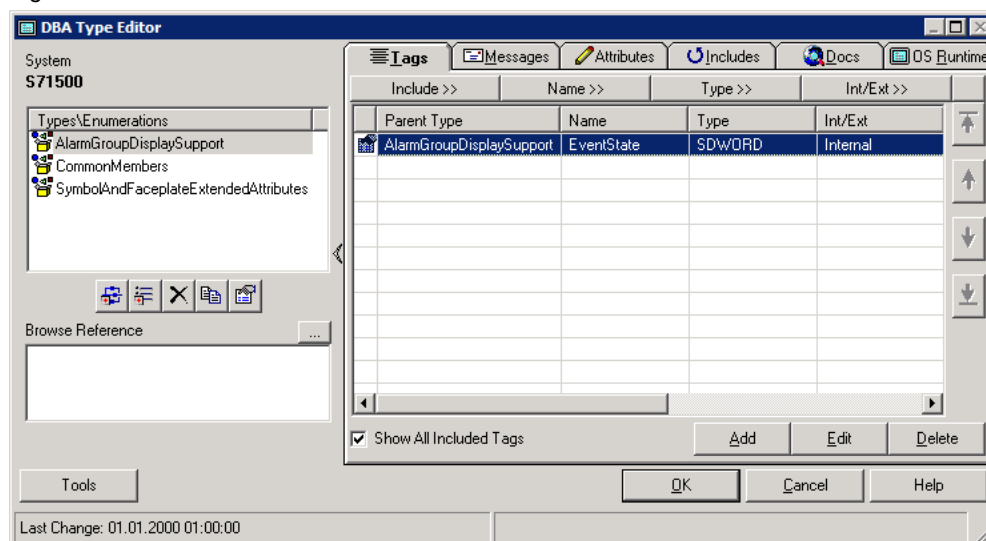 DBA Type Editor
System
S71500
Types\Enumerations
AlarmGroupDisplaySupport
CommonMembers
SymbolAndFaceplateExtendedAttributes
Browse Reference
...
Tags Messages Attributes Includes Docs OS Runtime
Include >> Name >> Type >> Int/Ext >>
Parent Type Name Type Int/Ext
AlarmGroupDisplaySupport EventState SDWORD Internal
Show All Included Tags
Add Edit Delete
Tools OK Cancel Help
Last Change: 01.01.2000 01:00:00